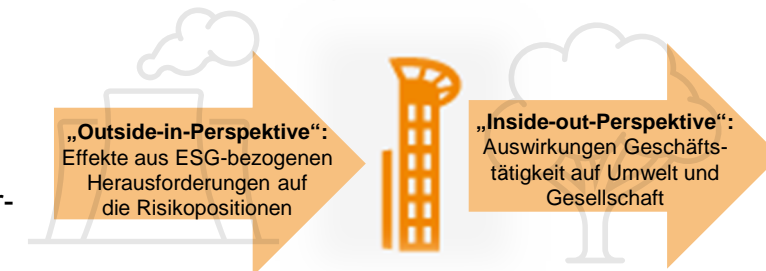 „Outside-in-Perspektive“:
Effekte aus ESG-bezogenen
Herausforderungen auf
die Risikopositionen
„Inside-out-Perspektive“:
Auswirkungen Geschäfts-
tätigkeit auf Umwelt und
Gesellschaft